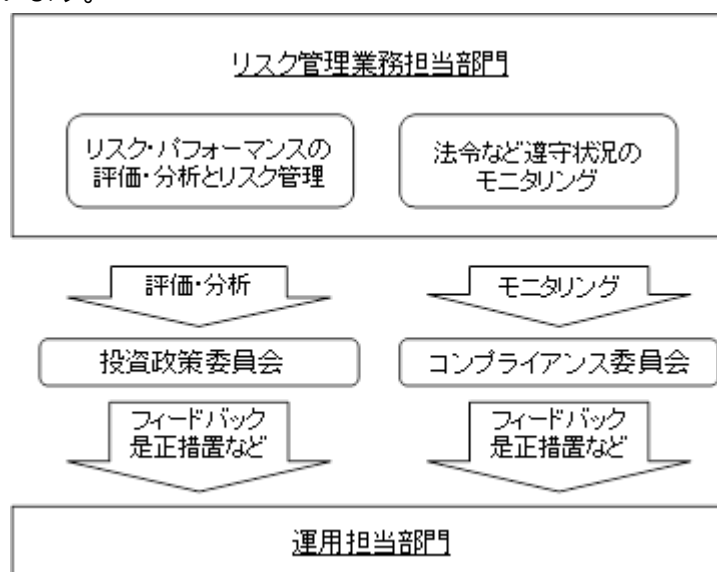 リスク管理業務担当部門
リスク・パフォーマンスの
評価・分析とリスク管理
法令など遵守状況の
モニタリング
評価・分析
モニタリング
投資政策委員会
コンプライアンス委員会
フィードバック
是正措置など
フィードバック
是正措置など
運用担当部門